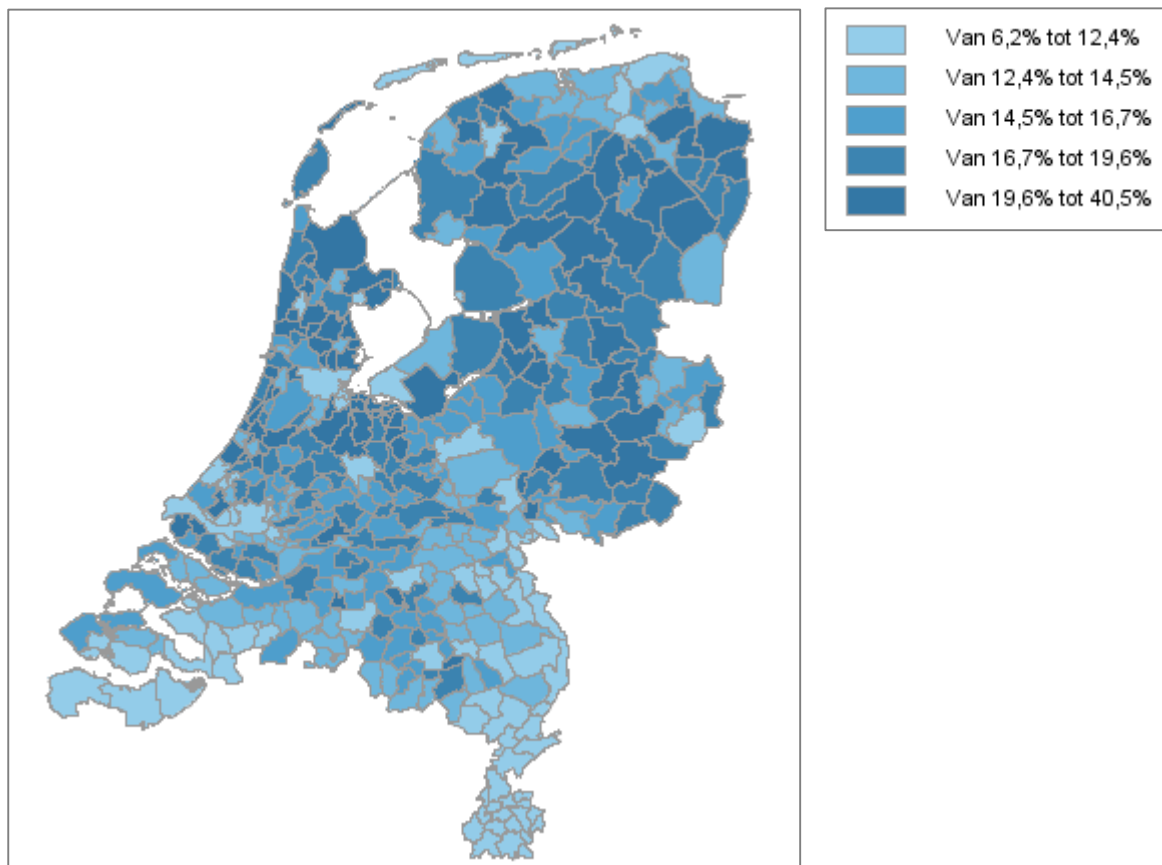 Van 6,2% tot 12,4%
Van 12,4% tot 14,5%
Van 14,5% tot 16,7%
Van 16,7% tot 19,6%
Van 19,6% tot 40,5%